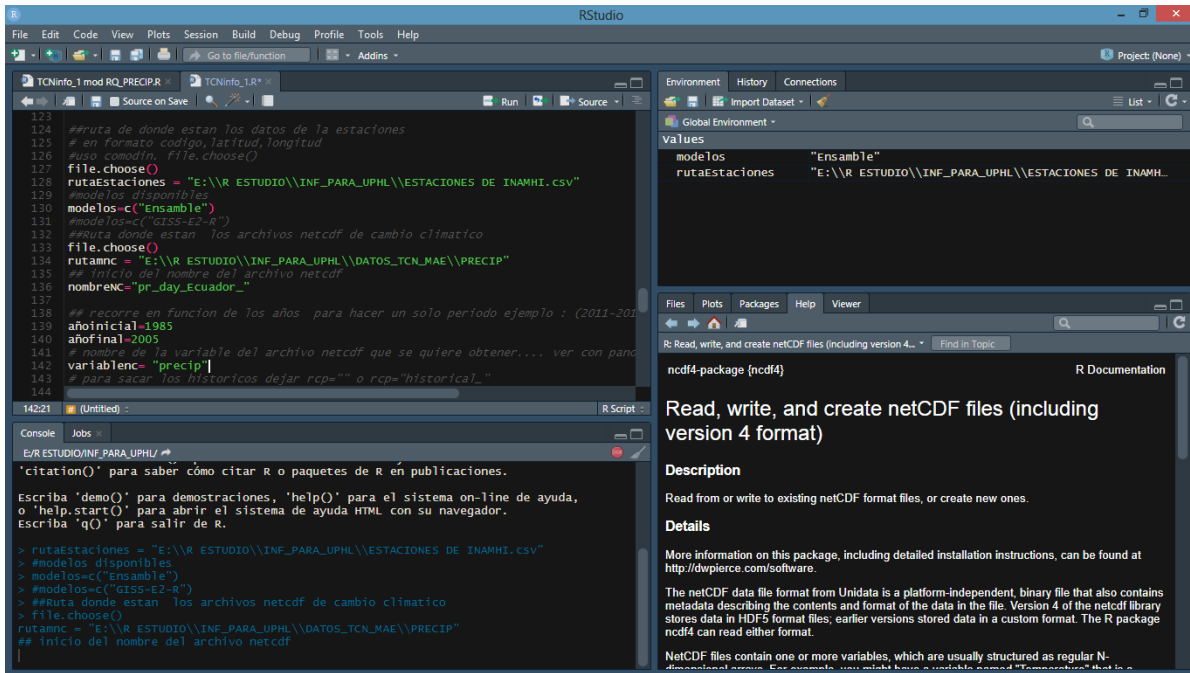 RStudio
File Edit Code View Plots Session Build Debug Profile Tools Help
Go to file/function Addins
Project: (None)
TCNinfo_1 mod RQ_PRECIP.R TCNinfo_1.R*
Source on Save Run Source
123
124 ##ruta de donde estan los datos de la estaciones
125 # en formato codigo,latitud,longitud
126 #uso comodin. file.choose()
127 file.choose()
128 rutaEstaciones = "E:\\R ESTUDIO\\INF_PARA_UPHL\\ESTACIONES DE INAMHI.csv"
129 #modelos disponibles
130 modelos=c("Ensamble")
131 #modelos=c("GISS-E2-R")
132 ##Ruta donde estan los archivos netcdf de cambio climatico
133 file.choose()
134 rutamnc = "E:\\R ESTUDIO\\INF_PARA_UPHL\\DATOS_TCN_MAE\\PRECIP"
135 ## inicio del nombre del archivo netcdf
136 nombreNC="pr_day_Ecuador_"
137
138 ## recorre en funcion de los años para hacer un solo periodo ejemplo : (2011-201
139 añoinicial=1985
140 añofinal=2005
141 # nombre de la variable del archivo netcdf que se quiere obtener.... ver con pano
142 variablenc= "precip"
143 # para sacar los historicos dejar rcp="" o rcp="historical_"
144
142:21 (Untitled) R Script
Console Jobs
E:/R ESTUDIO/INF_PARA_UPHL/
'citation()' para saber cómo citar R o paquetes de R en publicaciones.
Escriba 'demo()' para demostraciones, 'help()' para el sistema on-line de ayuda,
o 'help.start()' para abrir el sistema de ayuda HTML con su navegador.
Escriba 'q()' para salir de R.
> rutaEstaciones = "E:\\R ESTUDIO\\INF_PARA_UPHL\\ESTACIONES DE INAMHI.csv"
> #modelos disponibles
> modelos=c("Ensamble")
> #modelos=c("GISS-E2-R")
> ##Ruta donde estan los archivos netcdf de cambio climatico
> file.choose()
rutamnc = "E:\\R ESTUDIO\\INF_PARA_UPHL\\DATOS_TCN_MAE\\PRECIP"
## inicio del nombre del archivo netcdf
Environment History Connections
Import Dataset List
Global Environment
Values
modelos "Ensamble"
rutaEstaciones "E:\\R ESTUDIO\\INF_PARA_UPHL\\ESTACIONES DE INAMH…
Files Plots Packages Help Viewer
R: Read, write, and create netCDF files (including version 4... Find in Topic
ncdf4-package {ncdf4} R Documentation
Read, write, and create netCDF files (including
version 4 format)
Description
Read from or write to existing netCDF format files, or create new ones.
Details
More information on this package, including detailed installation instructions, can be found at
http://dwpierce.com/software.
The netCDF data file format from Unidata is a platform-independent, binary file that also contains
metadata describing the contents and format of the data in the file. Version 4 of the netcdf library
stores data in HDF5 format files; earlier versions stored data in a custom format. The R package
ncdf4 can read either format.
NetCDF files contain one or more variables, which are usually structured as regular N-
dimensional arrays. For example, you might have a variable named "Temperature" that is a